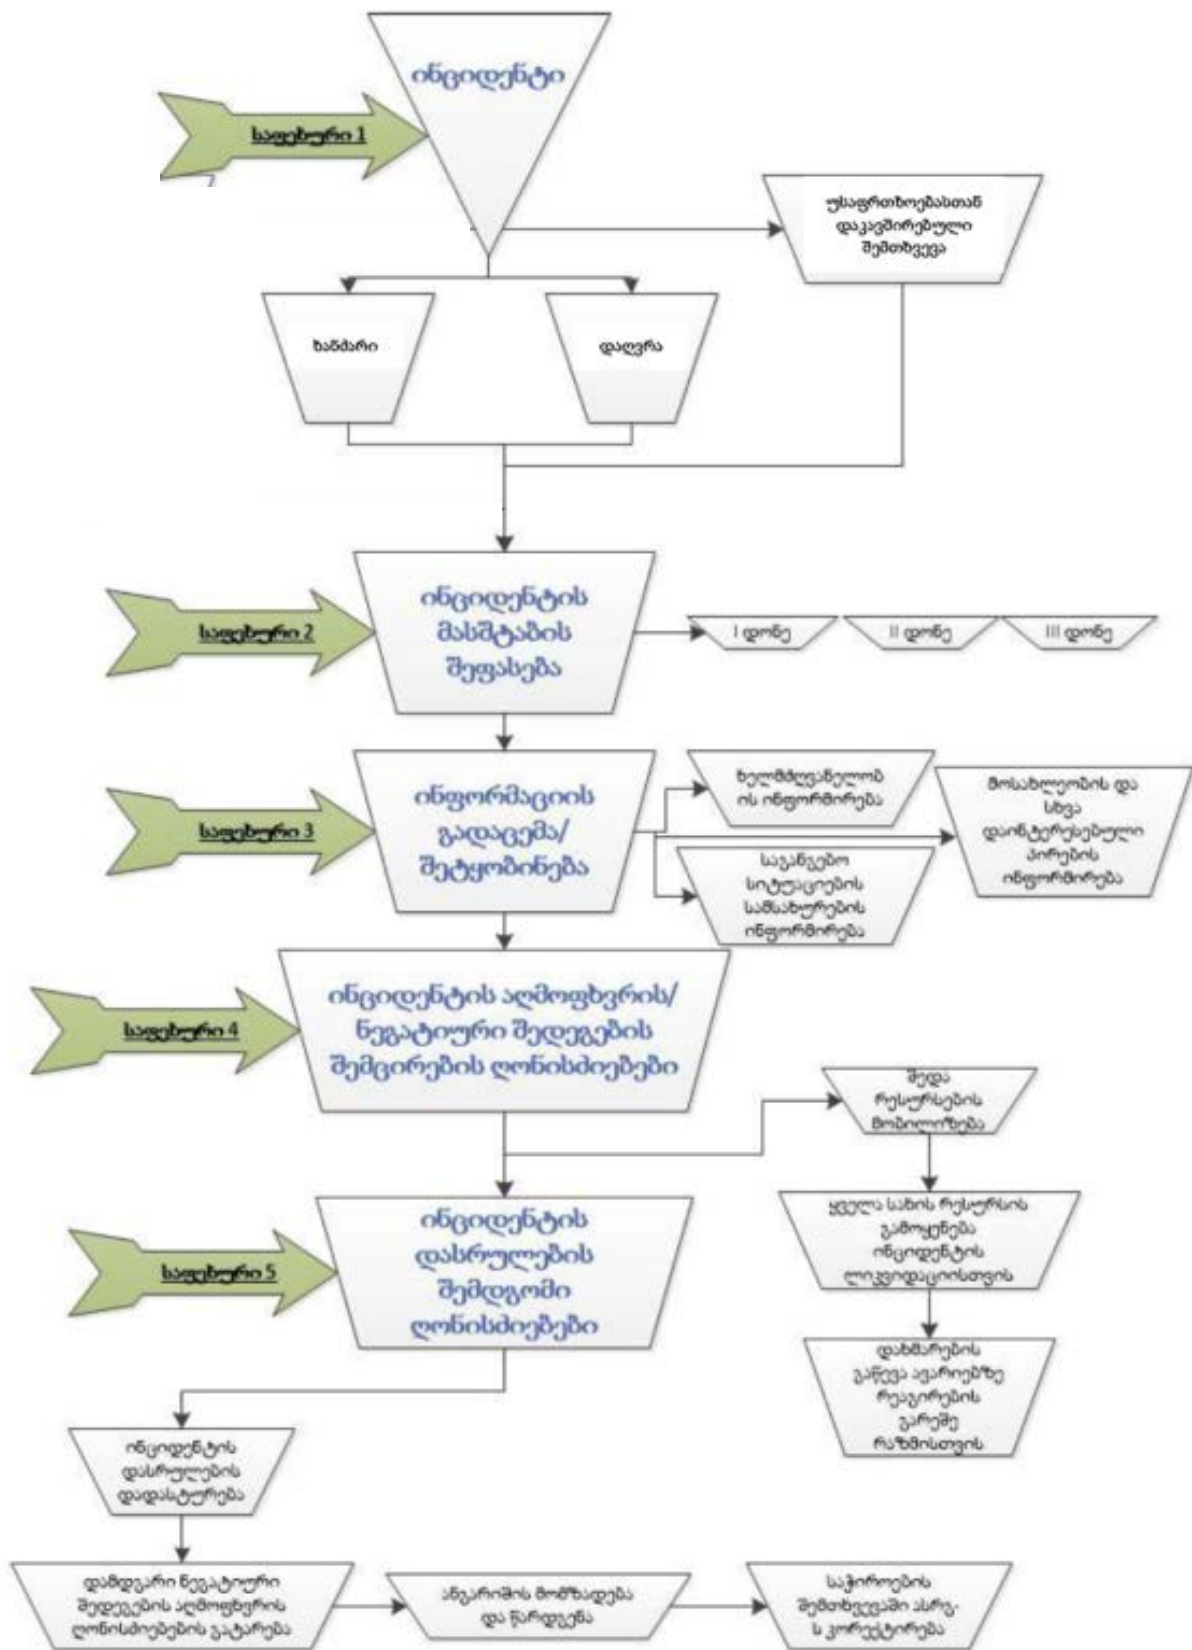 ინციდენტი
საფეხური 1
უსაფრთხოებასთან
დაკავშირებული
შემთხვევა
ხანძარი
დაღვრა
საფეხური 2
ინციდენტის
მასშტაბის
შეფასება
I დონე
II დონე
III დონე
საფეხური 3
ინფორმაციის
გადაცემა/
შეტყობინება
ხელმძღვანელობ
ის ინფორმირება
მოსახლეობის და
სხვა
დაინტერესებული
პირების
ინფორმირება
საგანგებო
სიტუაციების
სამსახურების
ინფორმირება
საფეხური 4
ინციდენტის აღმოფხვრის/
ნეგატიური შედეგების
შემცირების ღონისძიებები
შედა
რესურსების
მობილიზება
საფეხური 5
ინციდენტის
დასრულების
შემდგომი
ღონისძიებები
ყველა სახის რესურსის
გამოყენება
ინციდენტის
ლიკვიდაციისთვის
დახმარების
გაწევა ავარიებზე
რეაგირების
გარეშე
რაზმისთვის
ინციდენტის
დასრულების
დადასტურება
დამდგარი ნეგატიური
შედეგების აღმოფხვრის
ღონისძიებების გატარება
ანგარიშის მომზადება
და წარდგენა
საჭიროების
შემთხვევაში ასრგ-
ს კორექტირება